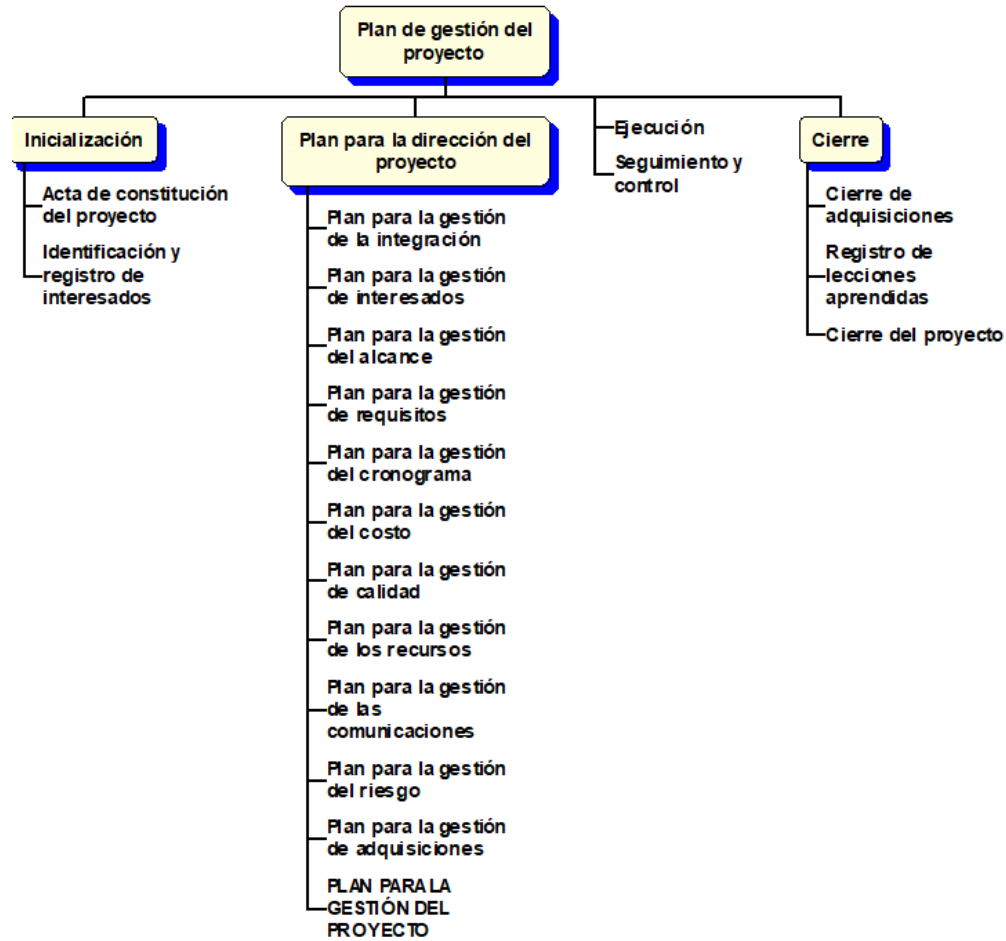 Plan de gestión del
proyecto
Inicialización
Acta de constitución
del proyecto
Identificación y
registro de
interesados
Plan para la dirección del
proyecto
Plan para la gestión
de la integración
Plan para la gestión
de interesados
Plan para la gestión
del alcance
Plan para la gestión
de requisitos
Plan para la gestión
del cronograma
Plan para la gestión
del costo
Plan para la gestión
de calidad
Plan para la gestión
de los recursos
Plan para la gestión
de las
comunicaciones
Plan para la gestión
del riesgo
Plan para la gestión
de adquisiciones
PLAN PARA LA
GESTIÓN DEL
PROYECTO
Ejecución
Seguimiento y
control
Cierre
Cierre de
adquisiciones
Registro de
lecciones
aprendidas
Cierre del proyecto